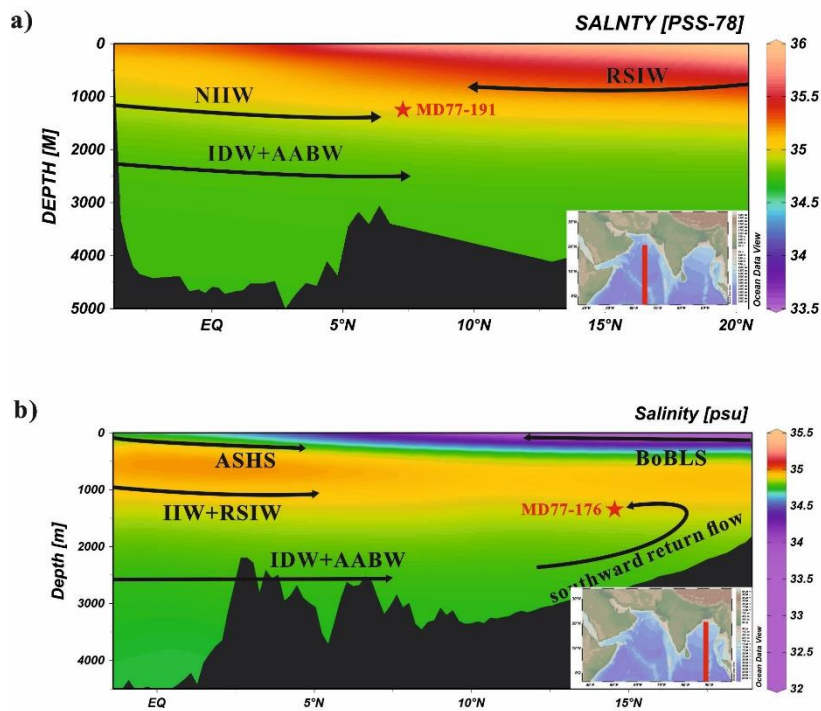 a)
SALNTY [PSS-78]
DEPTH [M]
0
1000
2000
3000
4000
5000
NIIW
RSIW
MD77-191
IDW+AABW
EQ
5°N
10°N
15°N
20°N
Ocean Data View
36
35.5
35
34.5
34
33.5
b)
Salinity [psu]
Depth [m]
0
1000
2000
3000
4000
ASHS
BoBLS
IIW+RSIW
MD77-176
IDW+AABW
southward return flow
EQ
5°N
10°N
15°N
Ocean Data View
35.5
35
34.5
34
33.5
33
32.5
32